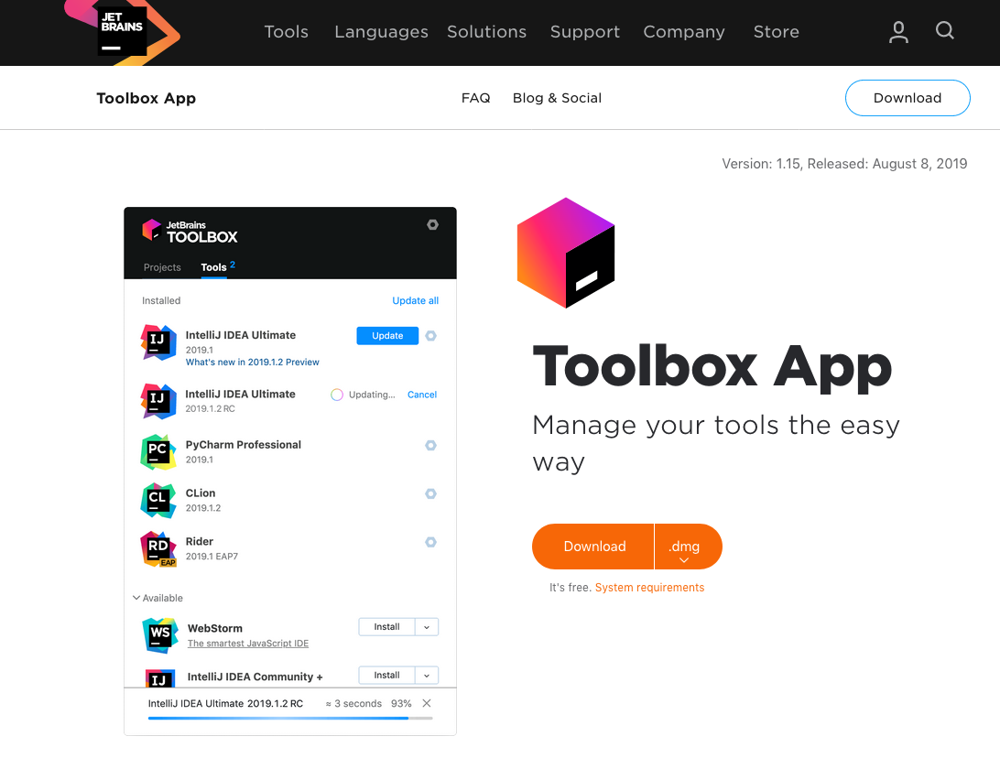 JET
BRAINS
Tools Languages Solutions Support Company Store
Toolbox App FAQ Blog & Social Download
Version: 1.15, Released: August 8, 2019
JetBrains
TOOLBOX
Projects Tools 2
Installed Update all
IJ IntelliJ IDEA Ultimate Update
2019.1
What's new in 2019.1.2 Preview
IJ IntelliJ IDEA Ultimate Updating... Cancel
2019.1.2 RC
PC PyCharm Professional
2019.1
CL CLion
2019.1.2
RD Rider
EAP 2019.1 EAP7
Available
WS WebStorm Install
The smartest JavaScript IDE
IJ IntelliJ IDEA Community + Install
IntelliJ IDEA Ultimate 2019.1.2 RC ≈ 3 seconds 93%
Toolbox App
Manage your tools the easy
way
Download .dmg
It's free. System requirements